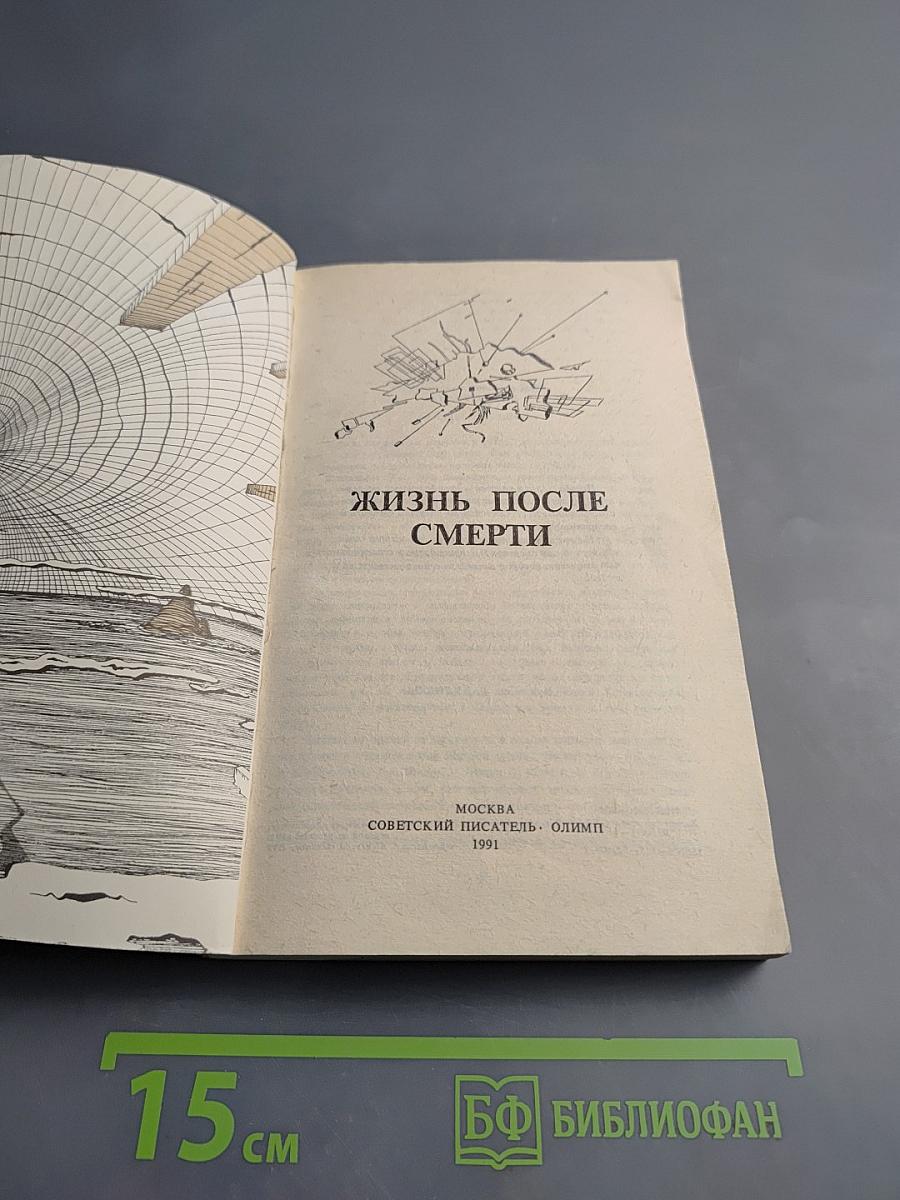 ЖИЗНЬ ПОСЛЕ
СМЕРТИ
МОСКВА
СОВЕТСКИЙ ПИСАТЕЛЬ · ОЛИМП
1991
15 см
БФ БИБЛИОФАН